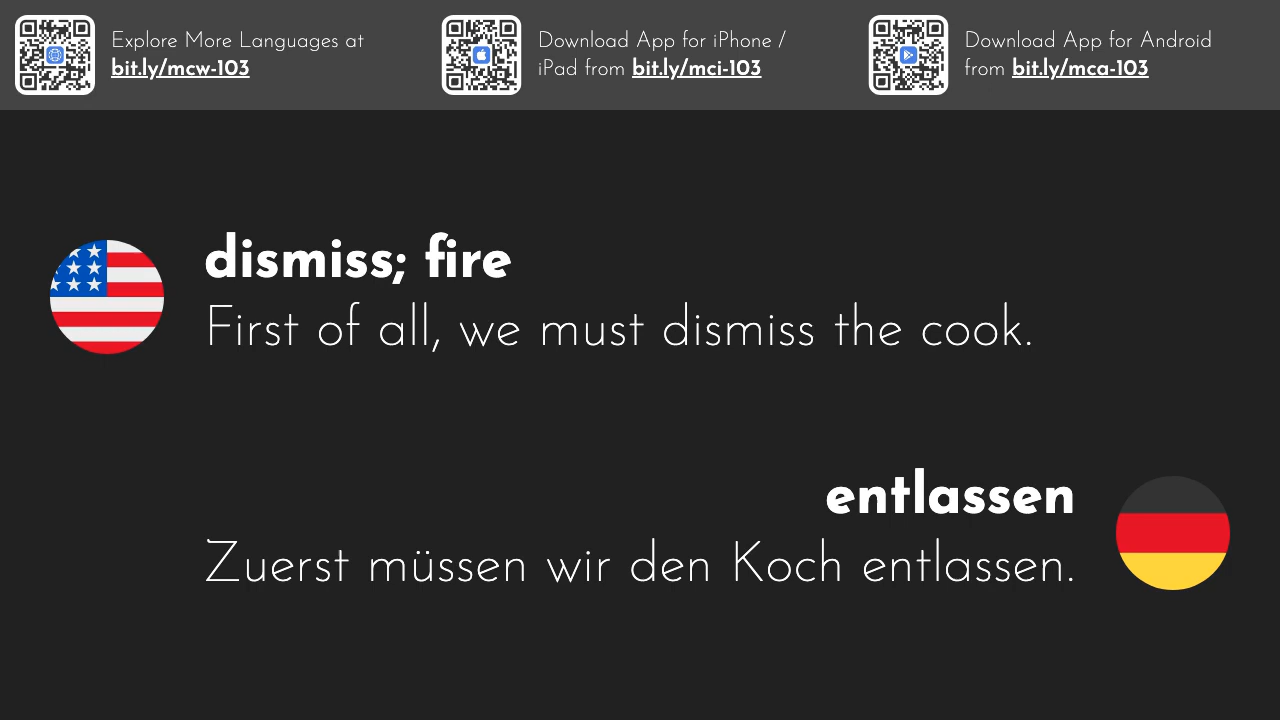 Explore More Languages at
bit.ly/mcw-103
Download App for iPhone /
iPad from bit.ly/mci-103
Download App for Android
from bit.ly/mca-103
dismiss; fire
First of all, we must dismiss the cook.
entlassen
Zuerst müssen wir den Koch entlassen.